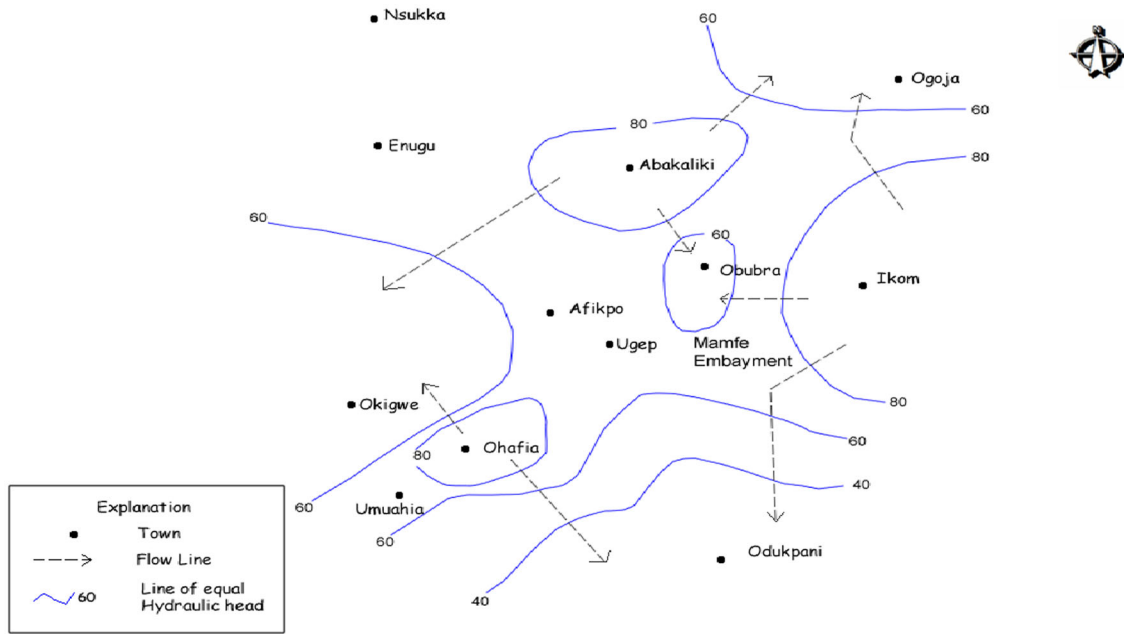 Nsukka
60
Ogoja
60
80
Enugu
Abakaliki
80
60
60
Obubra
Ikom
Afikpo
Ugep
Mamfe
Embayment
Okigwe
80
60
Ohafia
80
40
Umuahia
60
60
Odukpani
40
Explanation
Town
Flow Line
60 Line of equal
Hydraulic head